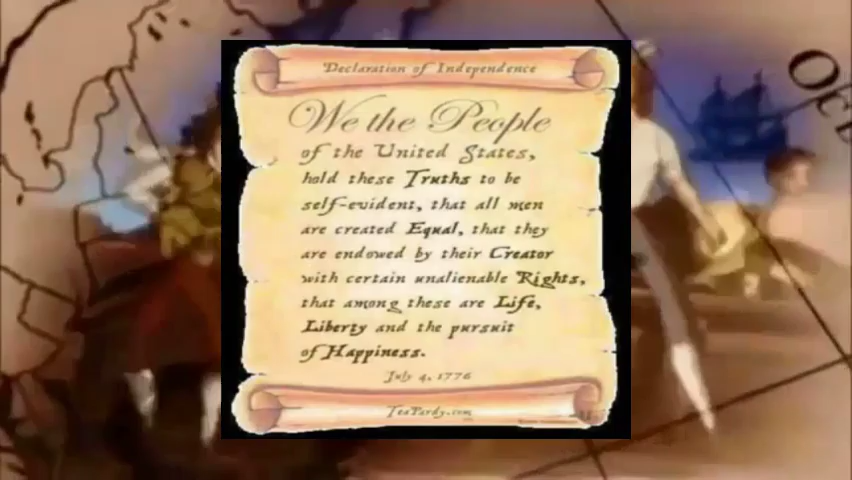 Declaration of Independence
We the People
of the United States,
hold these Truths to be
self-evident, that all men
are created Equal, that they
are endowed by their Creator
with certain unalienable Rights,
that among these are Life,
Liberty and the pursuit
of Happiness.
July 4, 1776
TeaPardy.com